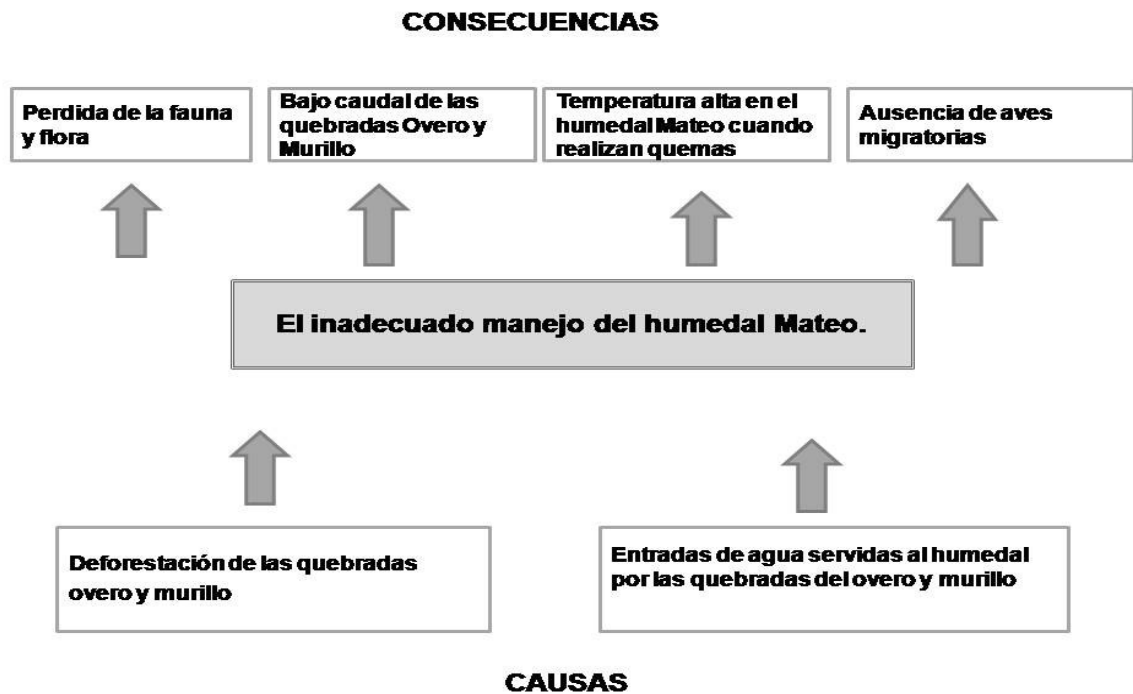 CONSECUENCIAS
Perdida de la fauna
y flora
Bajo caudal de las
quebradas Overo y
Murillo
Temperatura alta en el
humedal Mateo cuando
realizan quemas
Ausencia de aves
migratorias
El inadecuado manejo del humedal Mateo.
Deforestación de las quebradas
overo y murillo
Entradas de agua servidas al humedal
por las quebradas del overo y murillo
CAUSAS